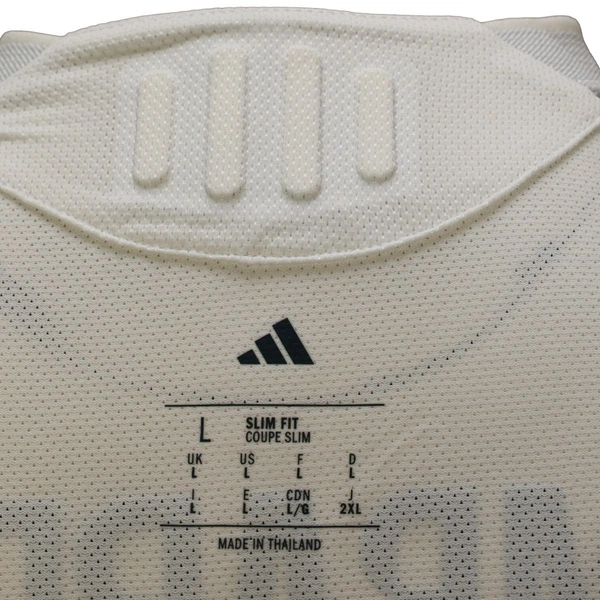 L SLIM FIT
COUPE SLIM
UK US F D
L L L L
I E CDN J
L L L/G 2XL
MADE IN THAILAND